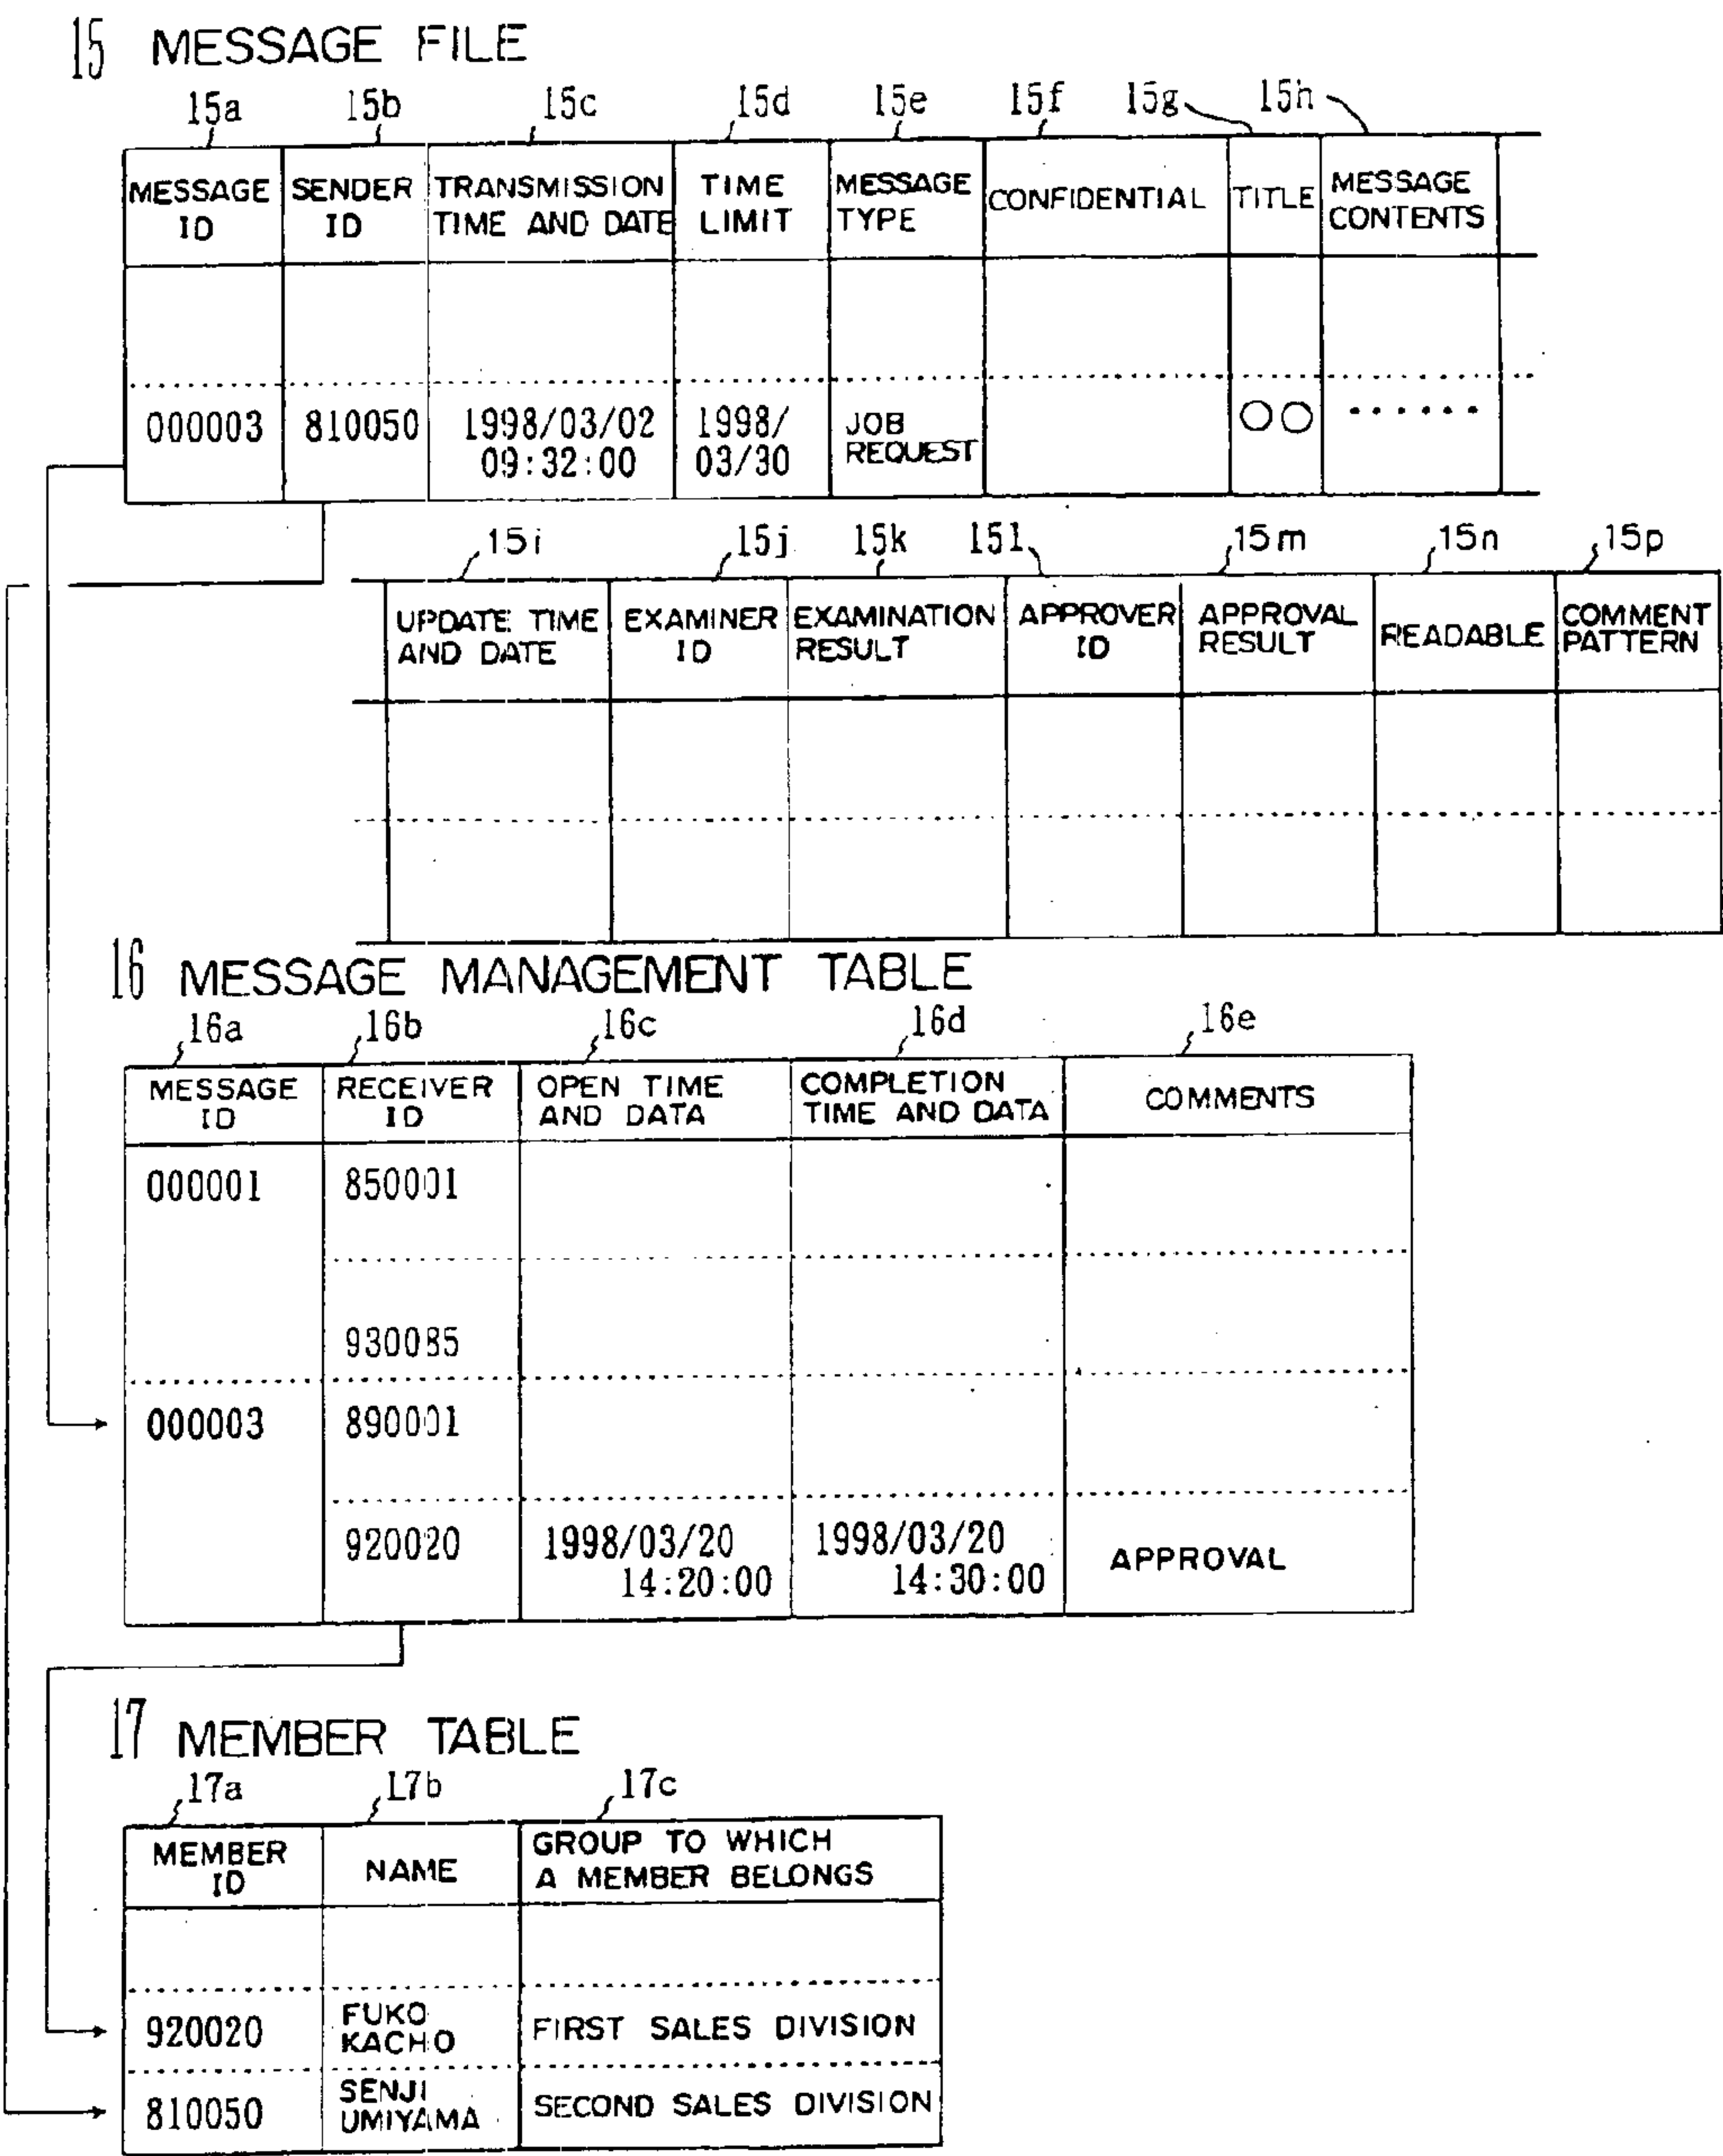 15 MESSAGE FILE
15a 15b 15c 15d 15e 15f 15g 15h
MESSAGE ID SENDER ID TRANSMISSION TIME AND DATE TIME LIMIT MESSAGE TYPE CONFIDENTIAL TITLE MESSAGE CONTENTS
000003 810050 1998/03/02 09:32:00 1998/03/30 JOB REQUEST ○○ ······
15i 15j 15k 15l 15m 15n 15p
UPDATE TIME AND DATE EXAMINER ID EXAMINATION RESULT APPROVER ID APPROVAL RESULT READABLE COMMENT PATTERN
16 MESSAGE MANAGEMENT TABLE
16a 16b 16c 16d 16e
MESSAGE ID RECEIVER ID OPEN TIME AND DATA COMPLETION TIME AND DATA COMMENTS
000001 850001
930085
000003 890001
920020 1998/03/20 14:20:00 1998/03/20 14:30:00 APPROVAL
17 MEMBER TABLE
17a 17b 17c
MEMBER ID NAME GROUP TO WHICH A MEMBER BELONGS
920020 FUKO KACHO FIRST SALES DIVISION
810050 SENJI UMIYAMA SECOND SALES DIVISION